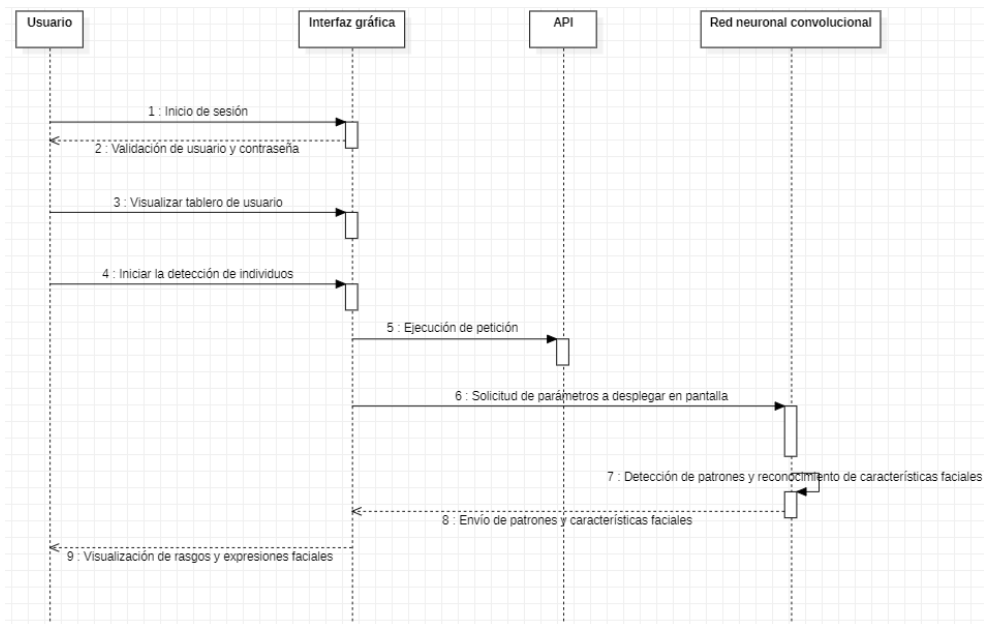 Usuario
Interfaz gráfica
API
Red neuronal convolucional
1 : Inicio de sesión
2 : Validación de usuario y contraseña
3 : Visualizar tablero de usuario
4 : Iniciar la detección de individuos
5 : Ejecución de petición
6 : Solicitud de parámetros a desplegar en pantalla
7 : Detección de patrones y reconocimiento de características faciales
8 : Envío de patrones y características faciales
9 : Visualización de rasgos y expresiones faciales